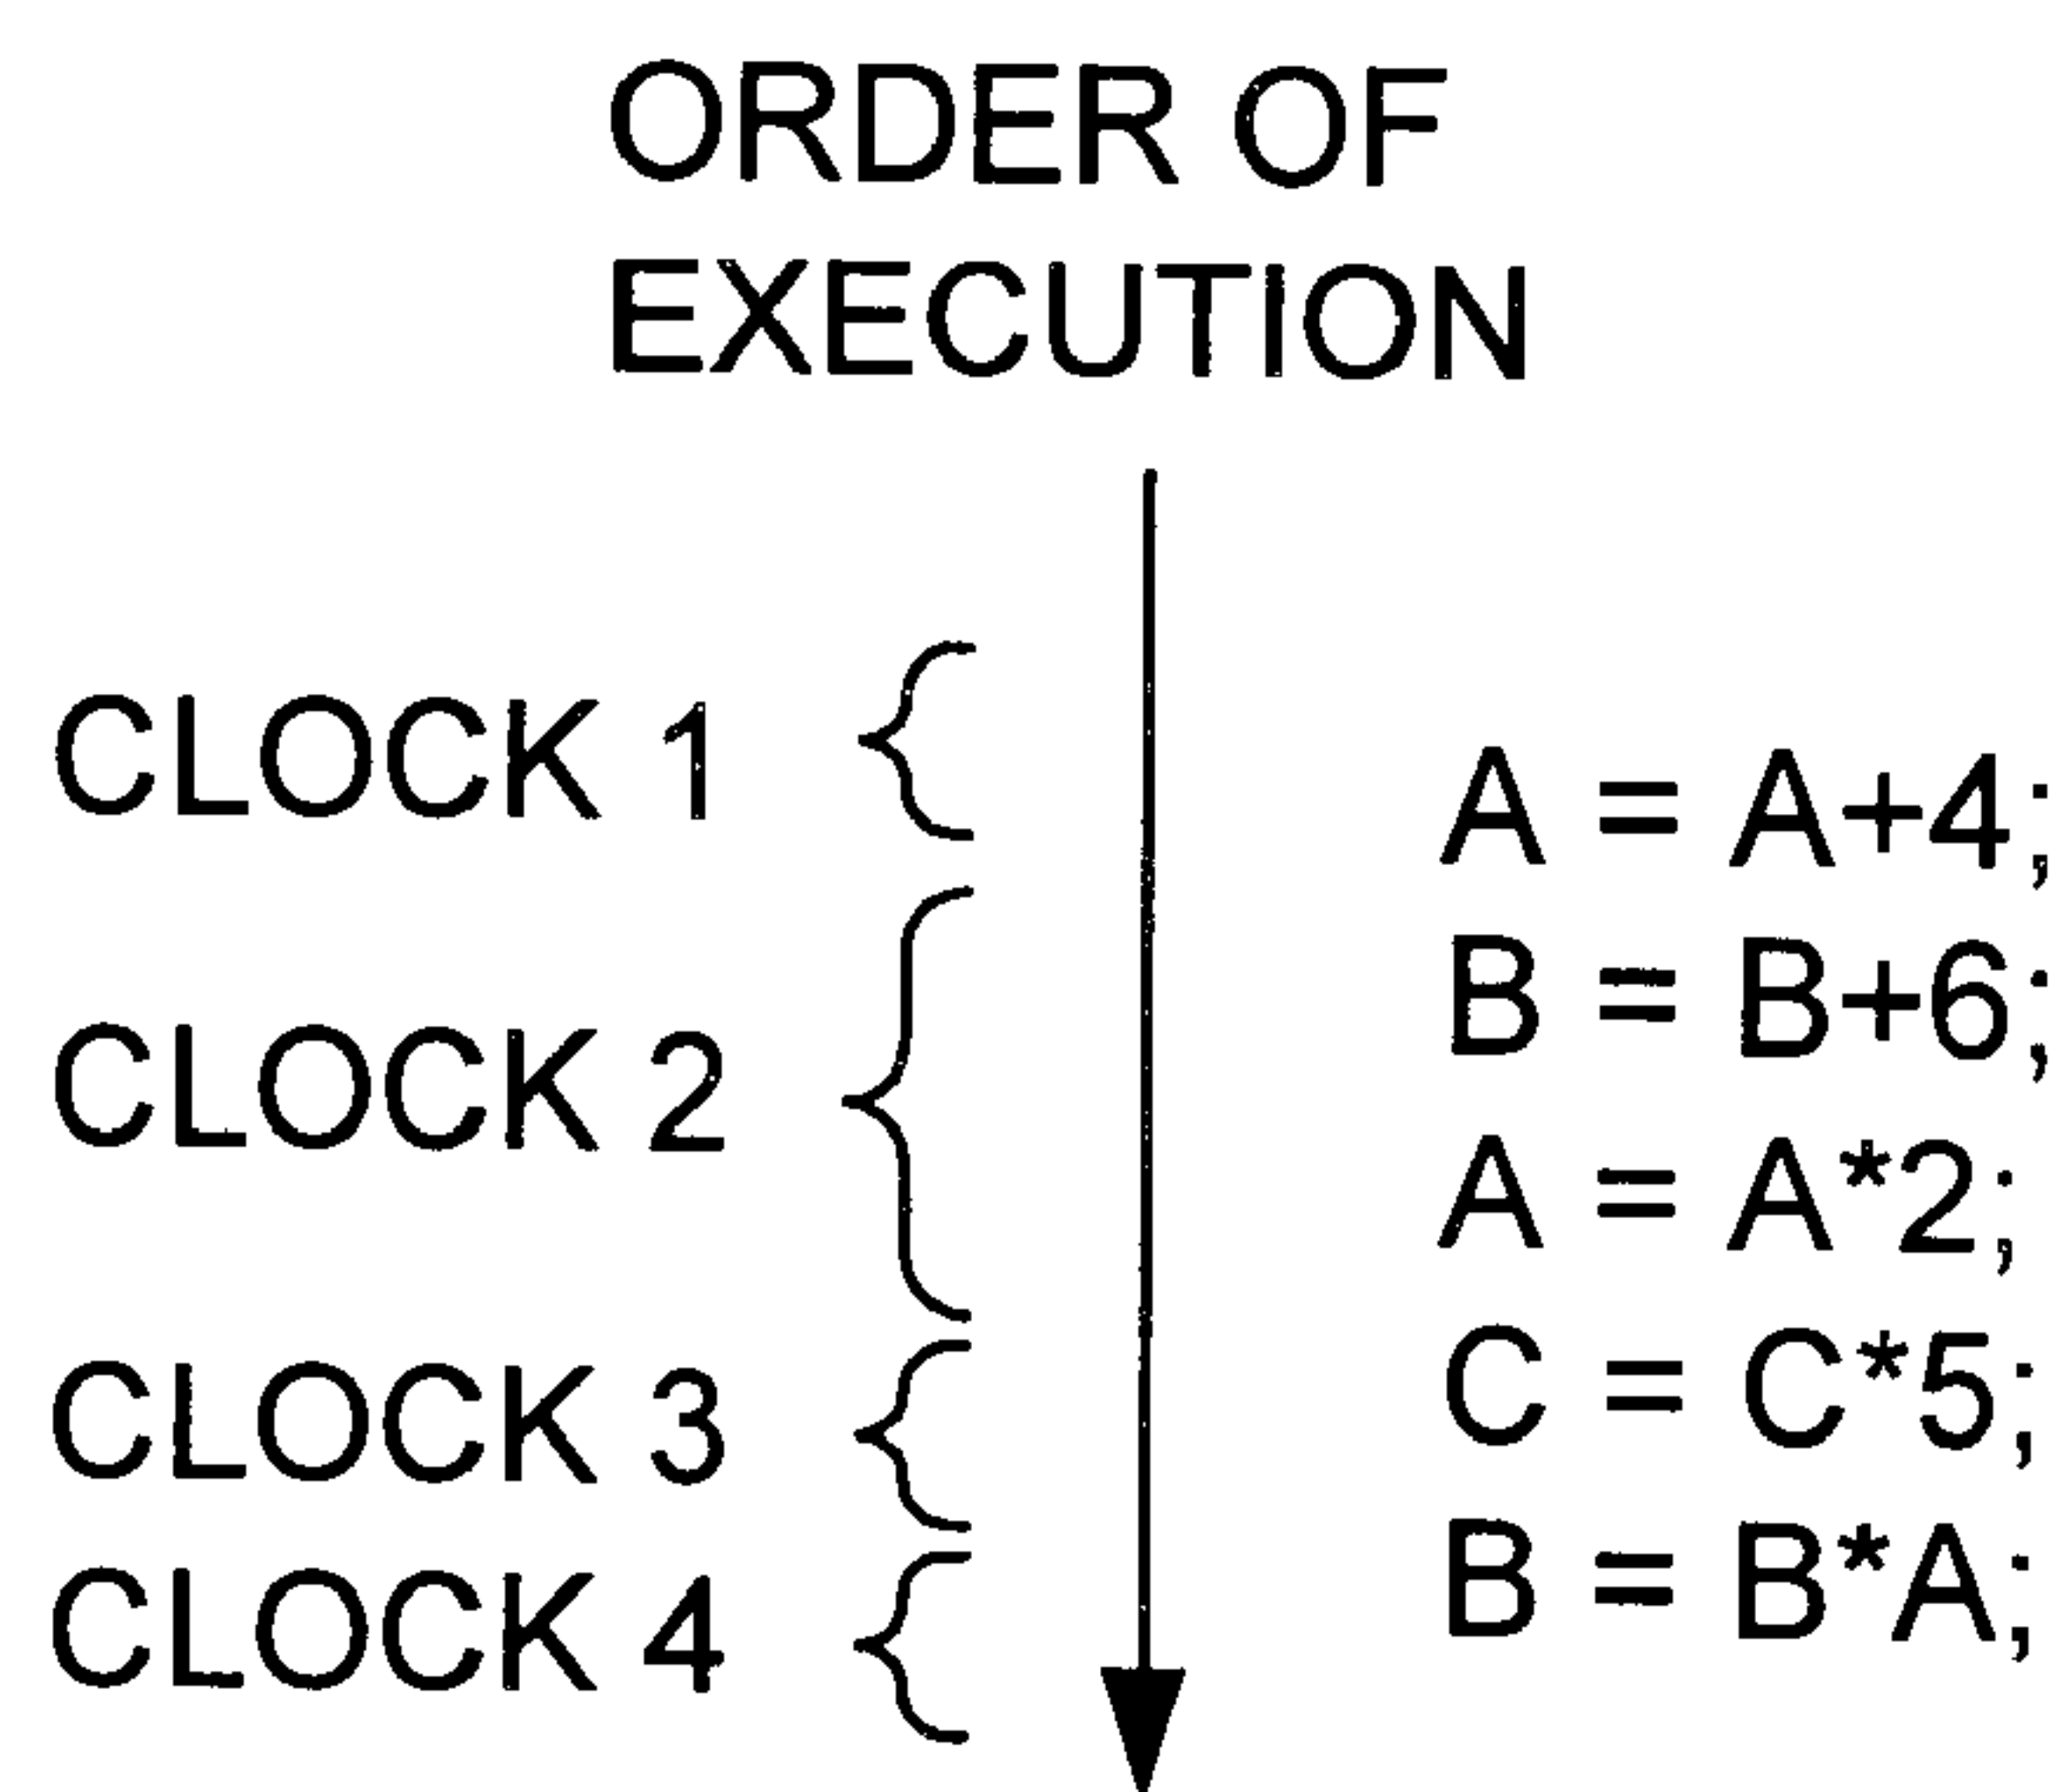 ORDER OF
EXECUTION
CLOCK 1
A = A+4;
B = B+6;
CLOCK 2
A = A*2;
C = C*5;
CLOCK 3
B = B*A;
CLOCK 4